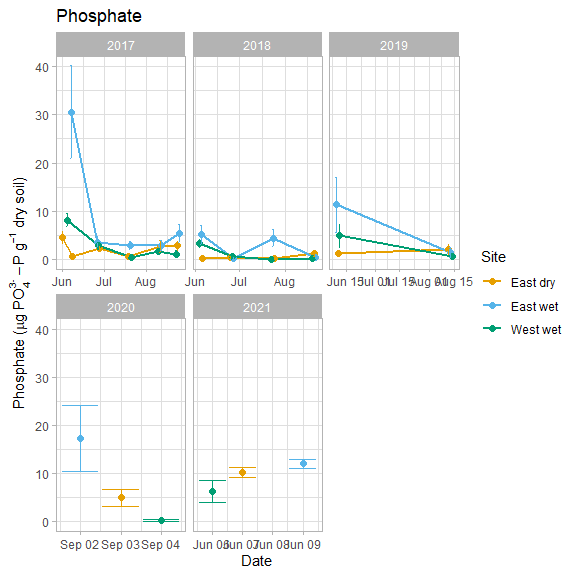 Phosphate
2017 2018 2019
40
30
20
10
0
Jun Jul Aug Jun Jul Aug Jun 15 Jul 01 Jul 15 Aug 01 Aug 15
2020 2021
40
30
20
10
0
Sep 02 Sep 03 Sep 04 Jun 06 Jun 07 Jun 08 Jun 09
Date
Phosphate (μg PO₄³⁻ −P g⁻¹ dry soil)
Site
East dry
East wet
West wet